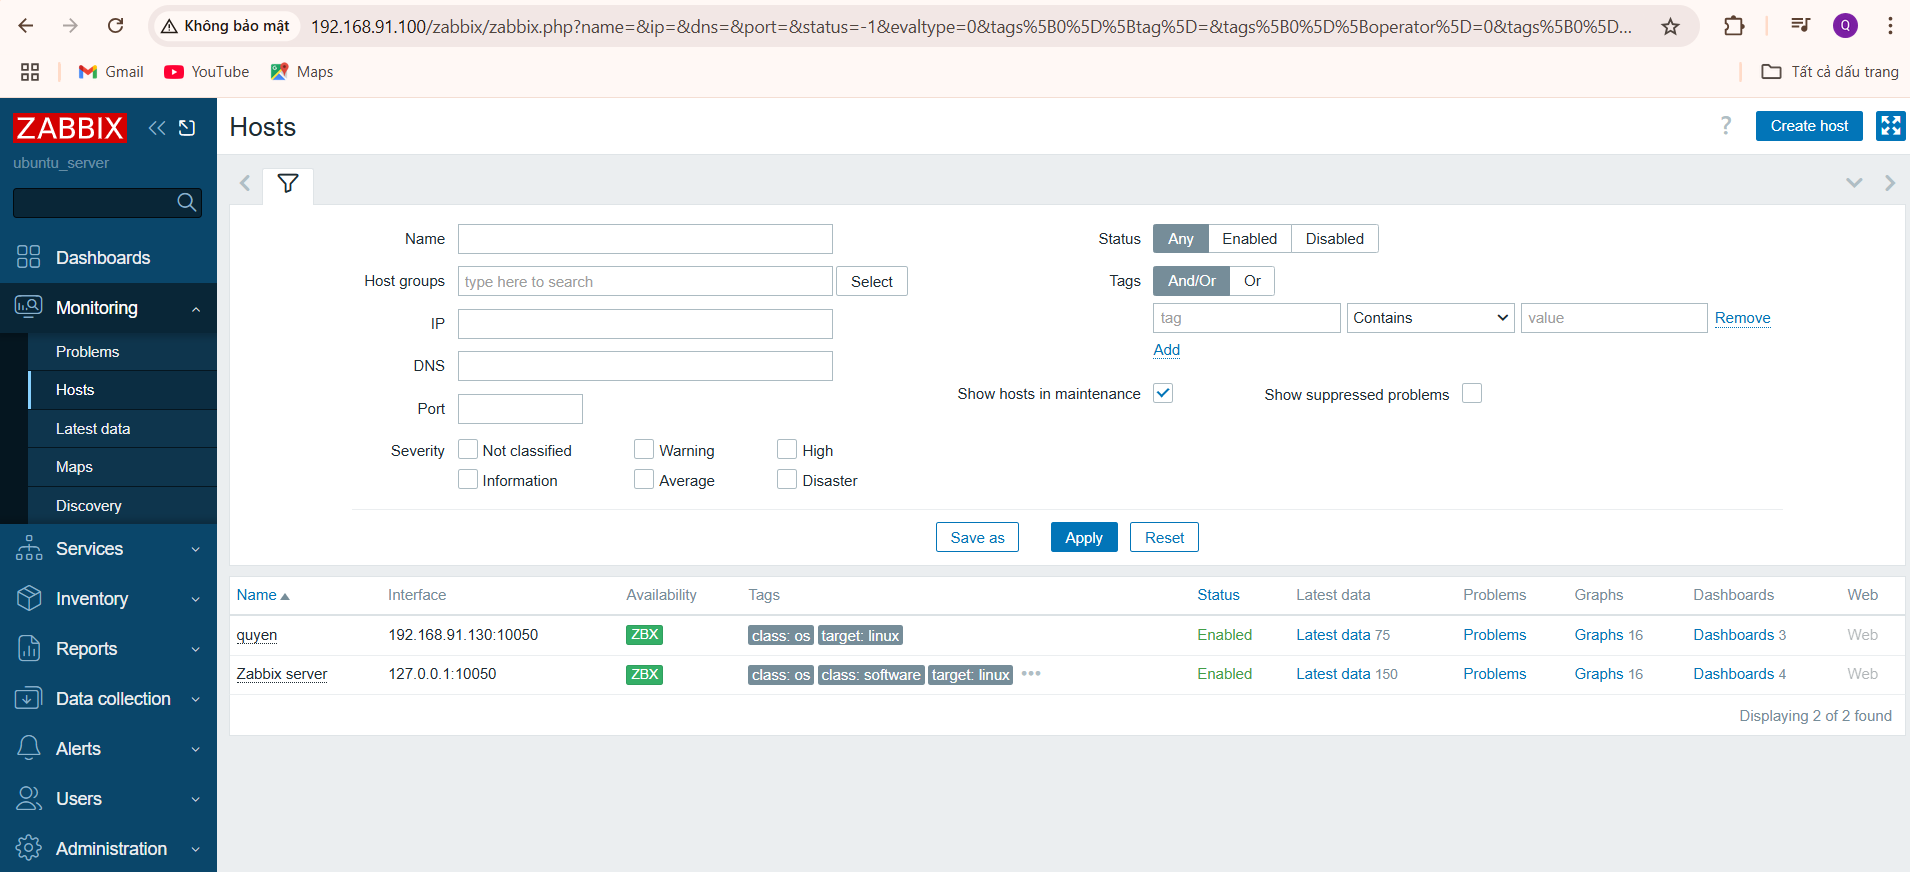 Không bảo mật
192.168.91.100/zabbix/zabbix.php?name=&ip=&dns=&port=&status=-1&evaltype=0&tags%5B0%5D%5Btag%5D=&tags%5B0%5D%5Boperator%5D=0&tags%5B0%5D...
Q
Gmail
YouTube
Maps
Tất cả dấu trang
ZABBIX
ubuntu_server
Dashboards
Monitoring
Problems
Hosts
Latest data
Maps
Discovery
Services
Inventory
Reports
Data collection
Alerts
Users
Administration
Hosts
?
Create host
Name
Host groups
type here to search
Select
IP
DNS
Port
Severity
Not classified
Warning
High
Information
Average
Disaster
Status
Any
Enabled
Disabled
Tags
And/Or
Or
tag
Contains
value
Remove
Add
Show hosts in maintenance
Show suppressed problems
Save as
Apply
Reset
Name Interface Availability Tags Status Latest data Problems Graphs Dashboards Web
quyen 192.168.91.130:10050 ZBX class: os target: linux Enabled Latest data 75 Problems Graphs 16 Dashboards 3 Web
Zabbix server 127.0.0.1:10050 ZBX class: os class: software target: linux ••• Enabled Latest data 150 Problems Graphs 16 Dashboards 4 Web
Displaying 2 of 2 found